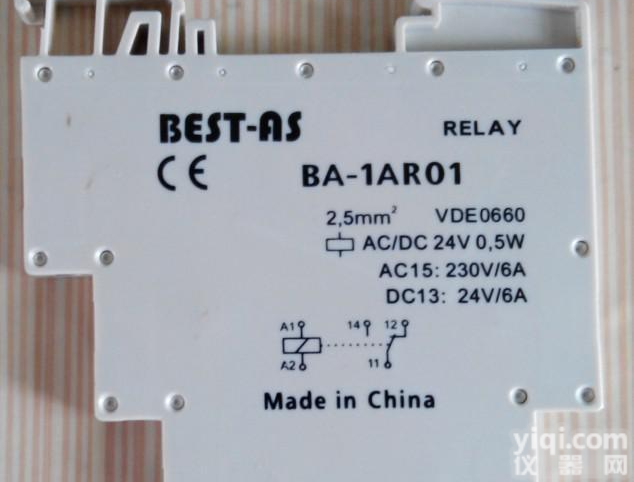 BEST-AS
RELAY
CE
BA-1AR01
2,5mm² VDE0660
AC/DC 24V 0,5W
AC15: 230V/6A
DC13: 24V/6A
A1 14 12
A2 11
Made in China
yiqi.com
仪器网